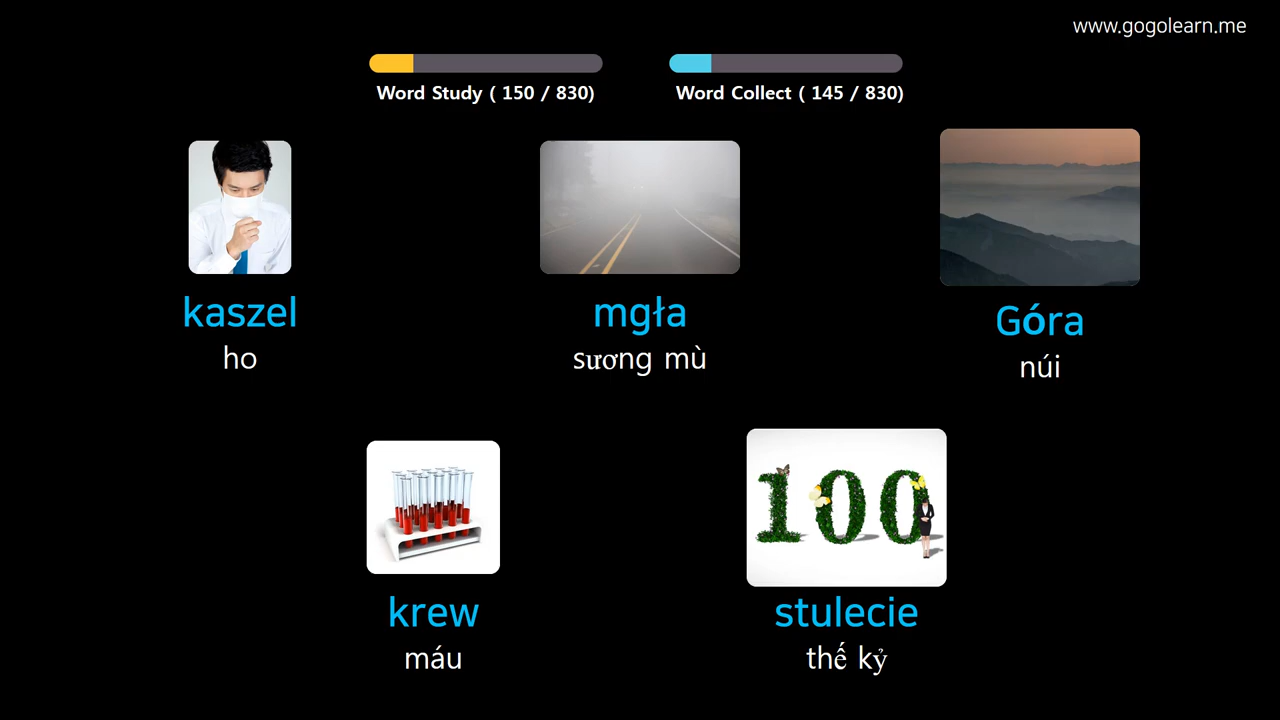 www.gogolearn.me
Word Study ( 150 / 830)
Word Collect ( 145 / 830)
kaszel
ho
mgła
sương mù
Góra
núi
100
krew
máu
stulecie
thế kỷ